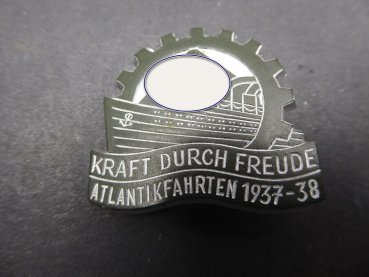 KRAFT DURCH FREUDE
ATLANTIKFAHRTEN 1937-38